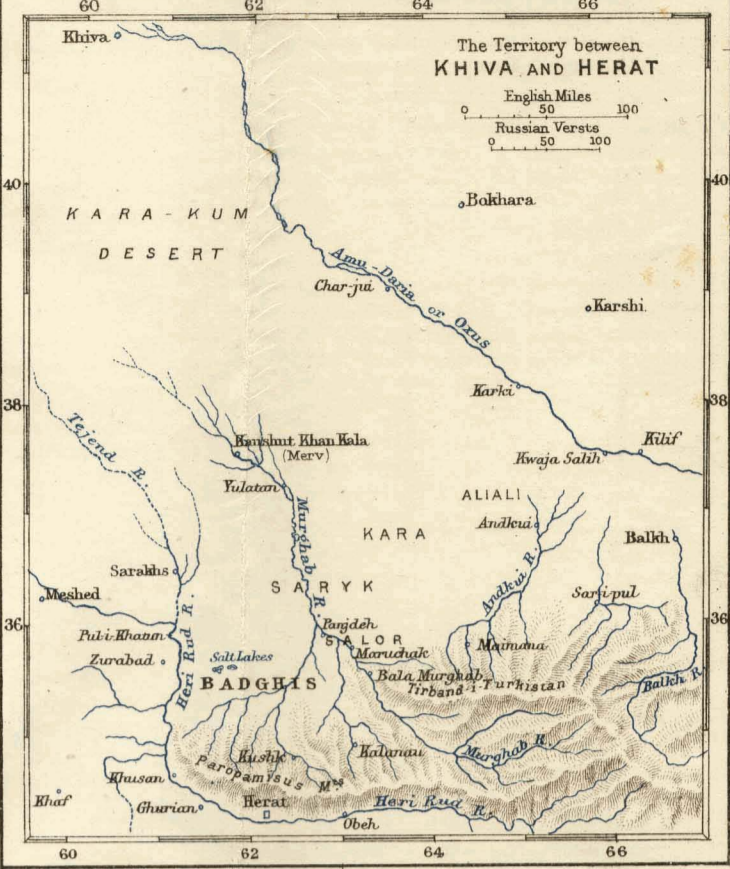 60 62 64 66
Khiva
The Territory between
KHIVA AND HERAT
English Miles
0 50 100
Russian Versts
0 50 100
40 40
Bokhara
KARA-KUM
DESERT
Amu-Daria or Oxus
Char-jui
Karshi
Karki
38 38
Tejend R.
Kaushut Khan Kala
(Merv)
Kilif
Kwaja Salih
Yulatan
ALIALI
Murghab R.
Andkui
KARA
Balkh
Sarakhs
Andkui R.
Meshed
SARYK
Sar-i-pul
36 36
Panjdeh
Pul-i-Khatun
SALOR
Maruchak
Maimana
Zurabad
Heri Rud R.
Salt Lakes
Bala Murghab
BADGHIS
Tirband-i-Turkistan
Balkh R.
Kushk
Kalanau
Murghab R.
Paropamisus Mts
Khusan
Khaf
Ghurian
Herat
Heri Rud R.
Obeh
60 62 64 66